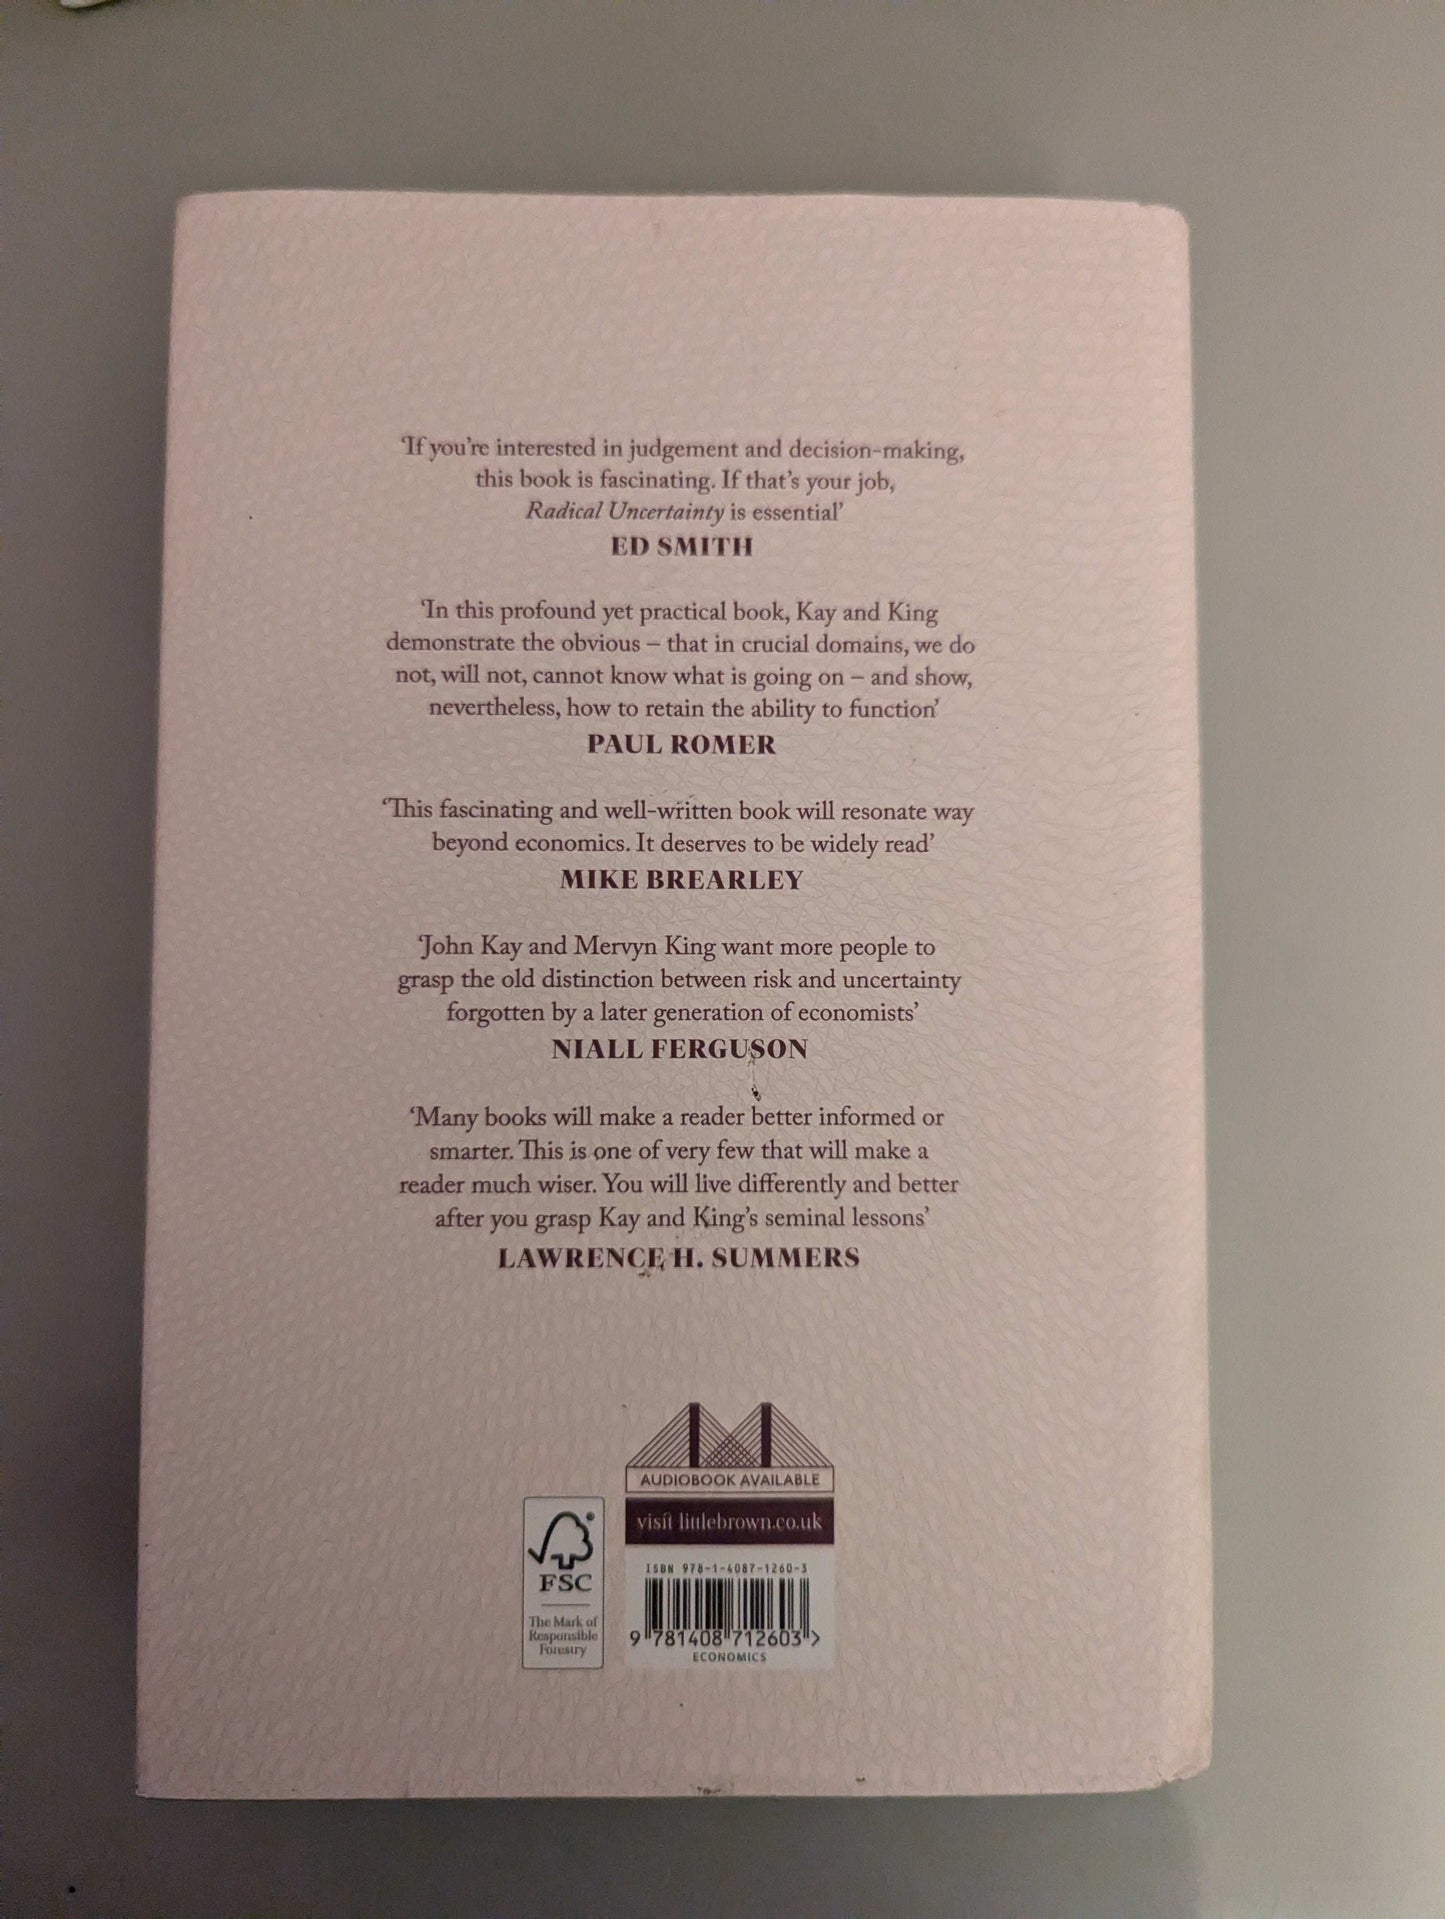 ‘If you’re interested in judgement and decision-making,
this book is fascinating. If that’s your job,
Radical Uncertainty is essential’
ED SMITH
‘In this profound yet practical book, Kay and King
demonstrate the obvious – that in crucial domains, we do
not, will not, cannot know what is going on – and show,
nevertheless, how to retain the ability to function’
PAUL ROMER
‘This fascinating and well-written book will resonate way
beyond economics. It deserves to be widely read’
MIKE BREARLEY
‘John Kay and Mervyn King want more people to
grasp the old distinction between risk and uncertainty
forgotten by a later generation of economists’
NIALL FERGUSON
‘Many books will make a reader better informed or
smarter. This is one of very few that will make a
reader much wiser. You will live differently and better
after you grasp Kay and King’s seminal lessons’
LAWRENCE H. SUMMERS
AUDIOBOOK AVAILABLE
visit littlebrown.co.uk
FSC
The Mark of
Responsible
Forestry
ISBN 978-1-4087-1260-3
9 781408 712603 >
ECONOMICS